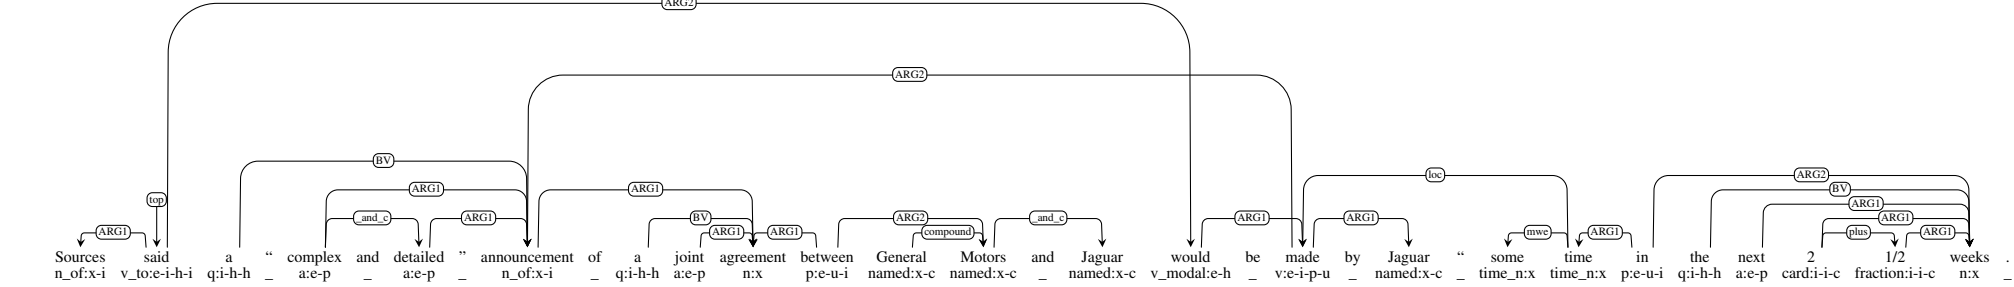 ARG2
ARG2
BV
loc ARG2
ARG1 ARG1 BV
top ARG1
_and_c ARG1 BV ARG2 _and_c ARG1 ARG1 ARG1
ARG1 ARG1 ARG1 compound mwe ARG1 plus ARG1
Sources said a “ complex and detailed ” announcement of a joint agreement between General Motors and Jaguar would be made by Jaguar “ some time in the next 2 1/2 weeks .
n_of:x-i v_to:e-i-h-i q:i-h-h _ a:e-p _ a:e-p _ n_of:x-i _ q:i-h-h a:e-p n:x p:e-u-i named:x-c named:x-c _ named:x-c v_modal:e-h _ v:e-i-p-u _ named:x-c _ time_n:x time_n:x p:e-u-i q:i-h-h a:e-p card:i-i-c fraction:i-i-c n:x _